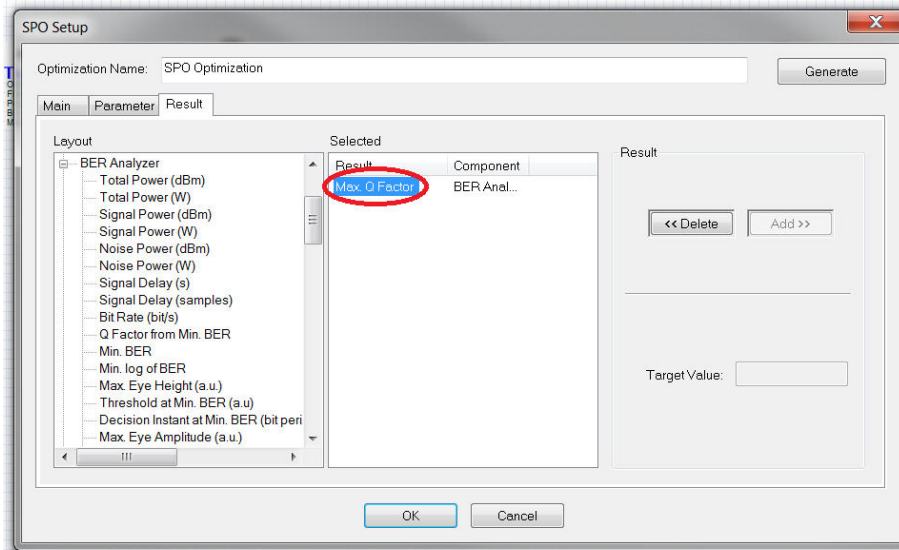 SPO Setup
Optimization Name: SPO Optimization
Generate
Main Parameter Result
Layout
BER Analyzer
Total Power (dBm)
Total Power (W)
Signal Power (dBm)
Signal Power (W)
Noise Power (dBm)
Noise Power (W)
Signal Delay (s)
Signal Delay (samples)
Bit Rate (bit/s)
Q Factor from Min. BER
Min. BER
Min. log of BER
Max. Eye Height (a.u.)
Threshold at Min. BER (a.u)
Decision Instant at Min. BER (bit peri
Max. Eye Amplitude (a.u.)
Selected
Result Component
Max. Q Factor BER Anal...
Result
<< Delete Add >>
Target Value:
OK Cancel
T
O
F
P
B
M